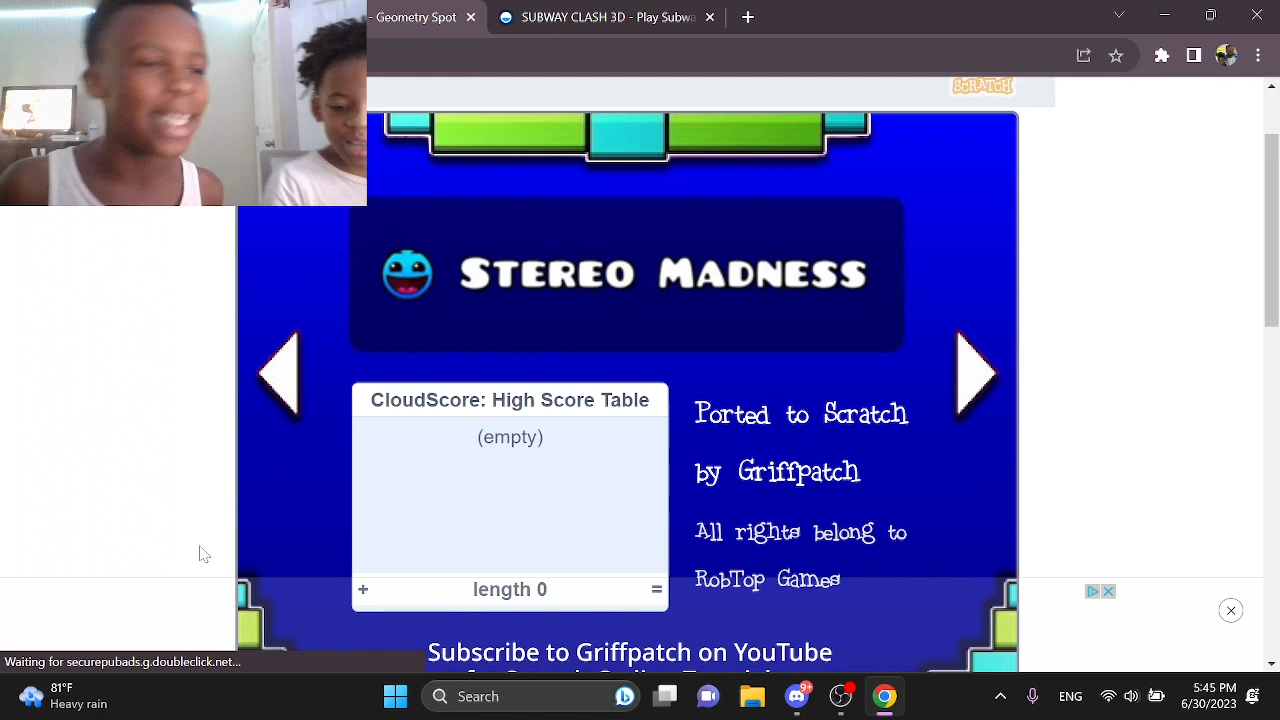 Geometry Spot
SUBWAY CLASH 3D - Play Subwa
SCRATCH
STEREO MADNESS
CloudScore: High Score Table
(empty)
+ length 0 =
Ported to Scratch
by Griffpatch
All rights belong to
RobTop Games
Subscribe to Griffpatch on YouTube
Waiting for securepubads.g.doubleclick.net...
81°F
Heavy rain
Search
9+
ENG
5:45 PM
6/30/2023